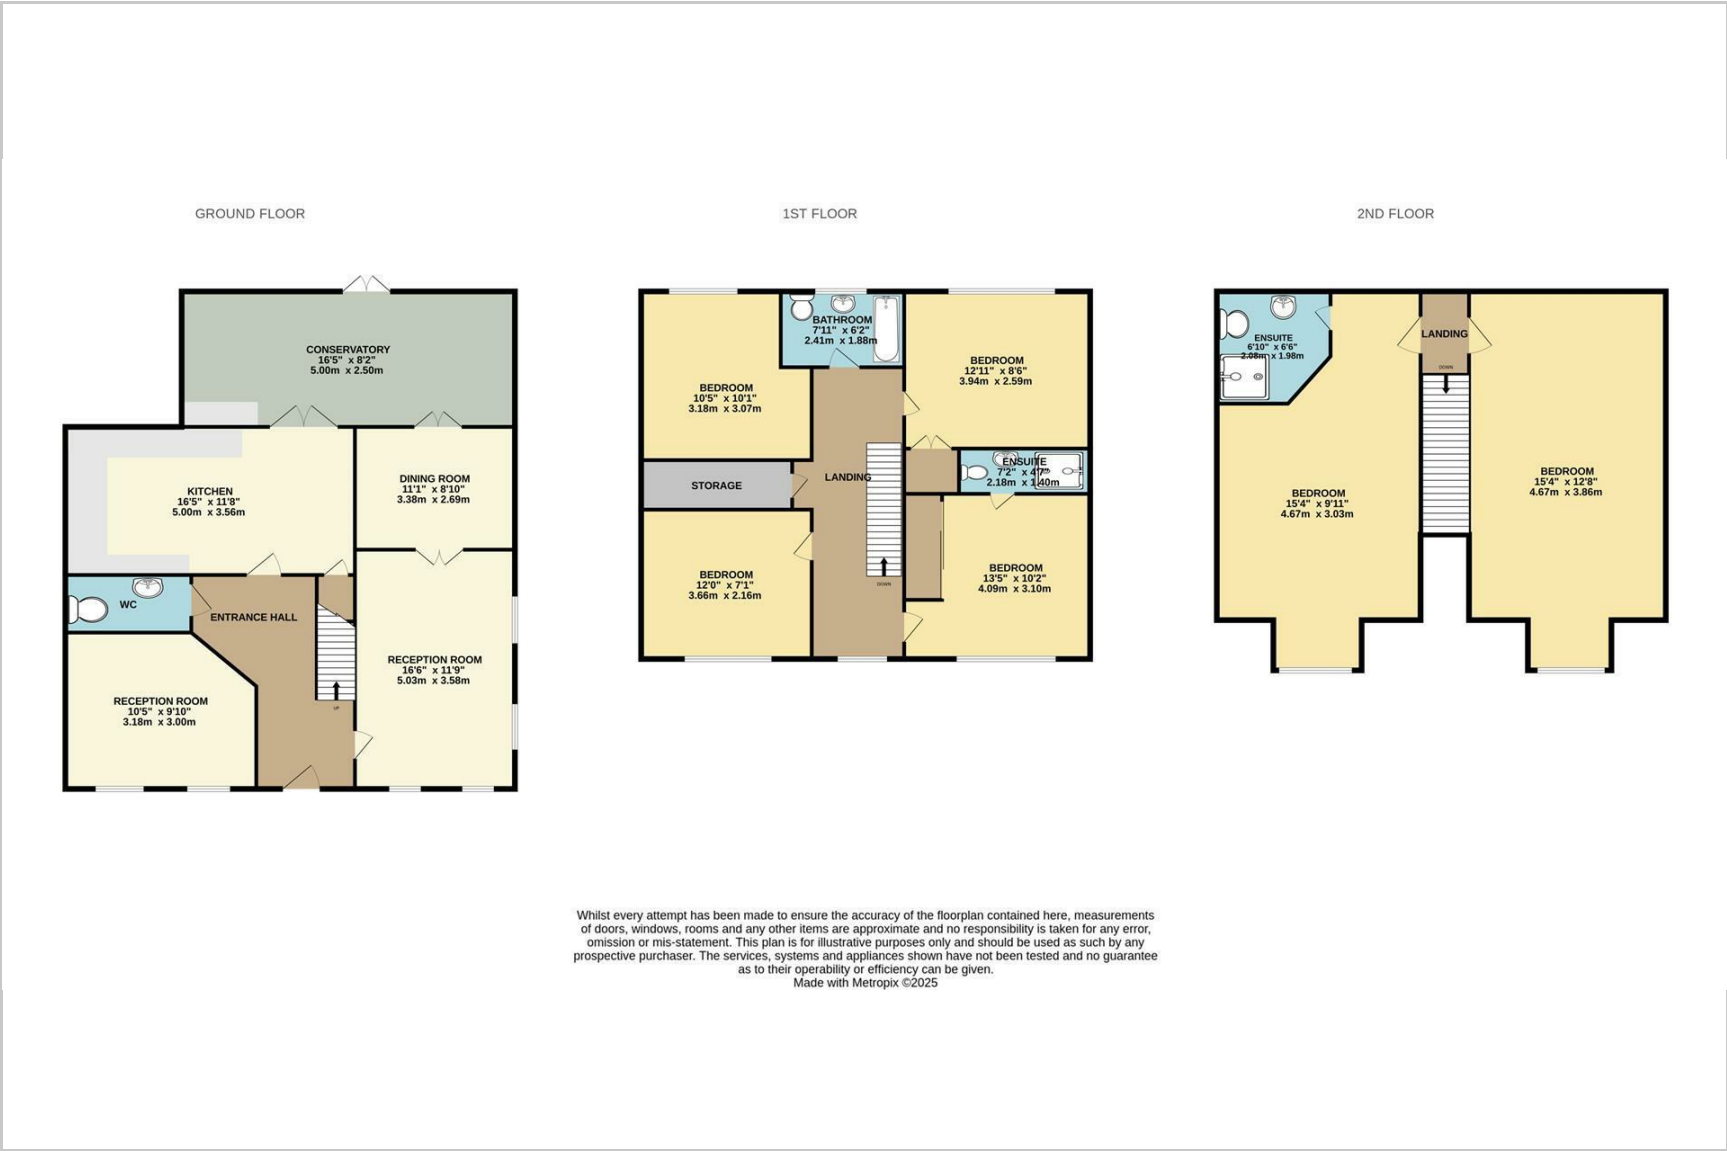 GROUND FLOOR
CONSERVATORY
16'5" x 8'2"
5.00m x 2.50m
KITCHEN
16'5" x 11'8"
5.00m x 3.56m
DINING ROOM
11'1" x 8'10"
3.38m x 2.69m
WC
ENTRANCE HALL
RECEPTION ROOM
16'6" x 11'9"
5.03m x 3.58m
UP
RECEPTION ROOM
10'5" x 9'10"
3.18m x 3.00m
1ST FLOOR
BATHROOM
7'11" x 6'2"
2.41m x 1.88m
BEDROOM
12'11" x 8'6"
3.94m x 2.59m
BEDROOM
10'5" x 10'1"
3.18m x 3.07m
ENSUITE
7'2" x 4'7"
2.18m x 1.40m
LANDING
STORAGE
BEDROOM
12'0" x 7'1"
3.66m x 2.16m
DOWN
BEDROOM
13'5" x 10'2"
4.09m x 3.10m
2ND FLOOR
ENSUITE
6'10" x 6'6"
2.08m x 1.98m
LANDING
DOWN
BEDROOM
15'4" x 9'11"
4.67m x 3.03m
BEDROOM
15'4" x 12'8"
4.67m x 3.86m
Whilst every attempt has been made to ensure the accuracy of the floorplan contained here, measurements
of doors, windows, rooms and any other items are approximate and no responsibility is taken for any error,
omission or mis-statement. This plan is for illustrative purposes only and should be used as such by any
prospective purchaser. The services, systems and appliances shown have not been tested and no guarantee
as to their operability or efficiency can be given.
Made with Metropix ©2025